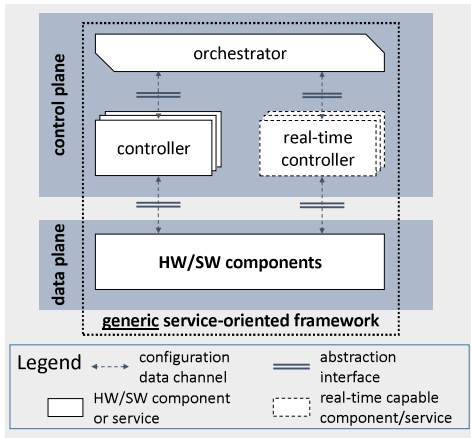 control plane
orchestrator
controller
real-time
controller
data plane
HW/SW components
generic service-oriented framework
Legend
configuration
data channel
abstraction
interface
HW/SW component
or service
real-time capable
component/service